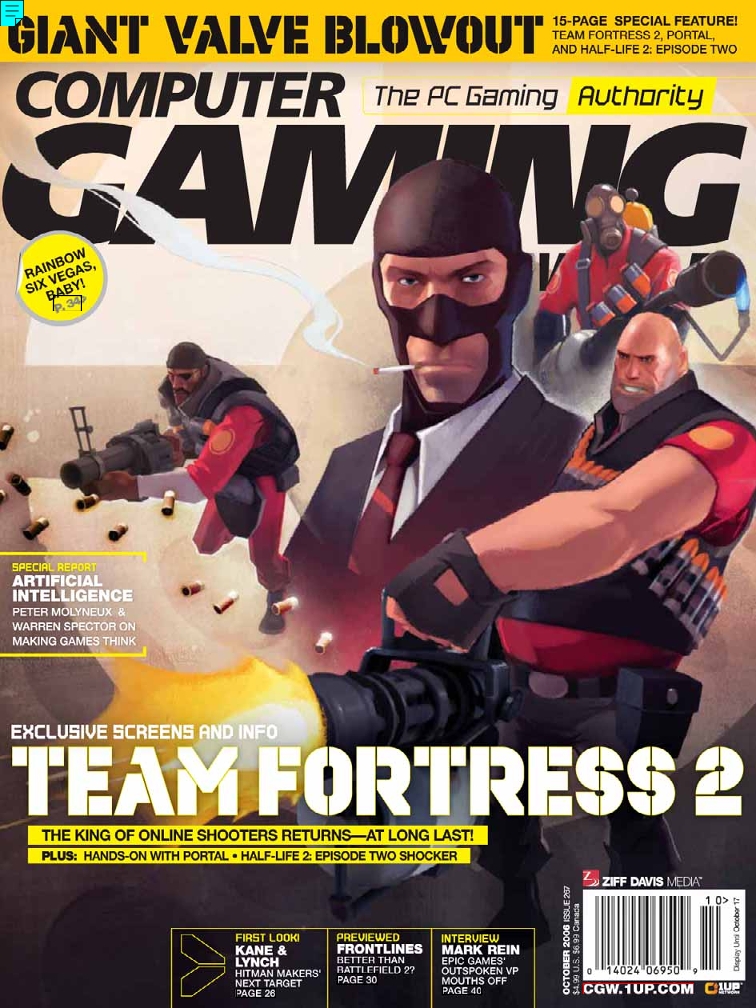 GIANT VALVE BLOWOUT
15-PAGE SPECIAL FEATURE!
TEAM FORTRESS 2, PORTAL,
AND HALF-LIFE 2: EPISODE TWO
COMPUTER
The PC Gaming Authority
GAMING
RAINBOW
SIX VEGAS,
BABY!
P. 34
SPECIAL REPORT
ARTIFICIAL
INTELLIGENCE
PETER MOLYNEUX &
WARREN SPECTOR ON
MAKING GAMES THINK
EXCLUSIVE SCREENS AND INFO
TEAM FORTRESS 2
THE KING OF ONLINE SHOOTERS RETURNS—AT LONG LAST!
PLUS: HANDS-ON WITH PORTAL • HALF-LIFE 2: EPISODE TWO SHOCKER
FIRST LOOK!
KANE &
LYNCH
HITMAN MAKERS'
NEXT TARGET
PAGE 26
PREVIEWED
FRONTLINES
BETTER THAN
BATTLEFIELD 2?
PAGE 30
INTERVIEW
MARK REIN
EPIC GAMES'
OUTSPOKEN VP
MOUTHS OFF
PAGE 40
ZIFF DAVIS MEDIA™
OCTOBER 2006 ISSUE 267
$4.99 U.S. $6.99 Canada
10>
0 14024 06950 9
Display Until October 17
CGW.1UP.COM
1UP
NETWORK